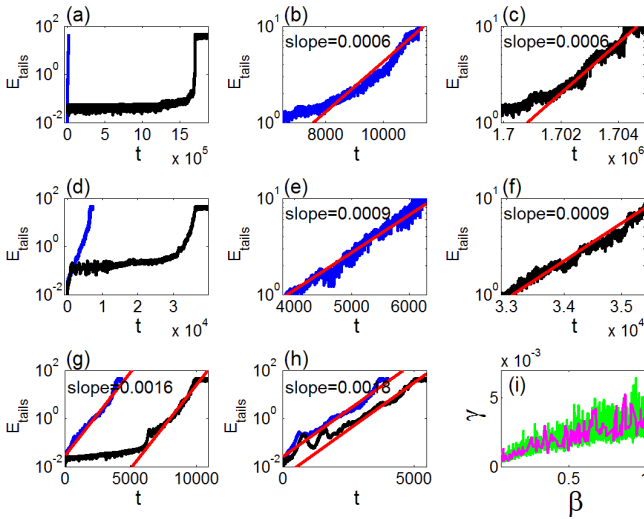 (a)
E_tails
10^2
10^0
10^-2
0
5
10
15
t
x 10^5
(b)
slope=0.0006
E_tails
10^1
10^0
8000
10000
t
(c)
slope=0.0006
E_tails
10^1
10^0
1.7
1.702
1.704
t
x 10^6
(d)
E_tails
10^2
10^0
10^-2
0
1
2
3
t
x 10^4
(e)
slope=0.0009
E_tails
10^1
10^0
4000
5000
6000
t
(f)
slope=0.0009
E_tails
10^1
10^0
3.3
3.4
3.5
t
x 10^4
(g)
slope=0.0016
E_tails
10^2
10^0
10^-2
0
5000
10000
t
(h)
slope=0.0018
E_tails
10^2
10^0
10^-2
0
5000
t
x 10^-3
(i)
γ
5
0
0.5
β